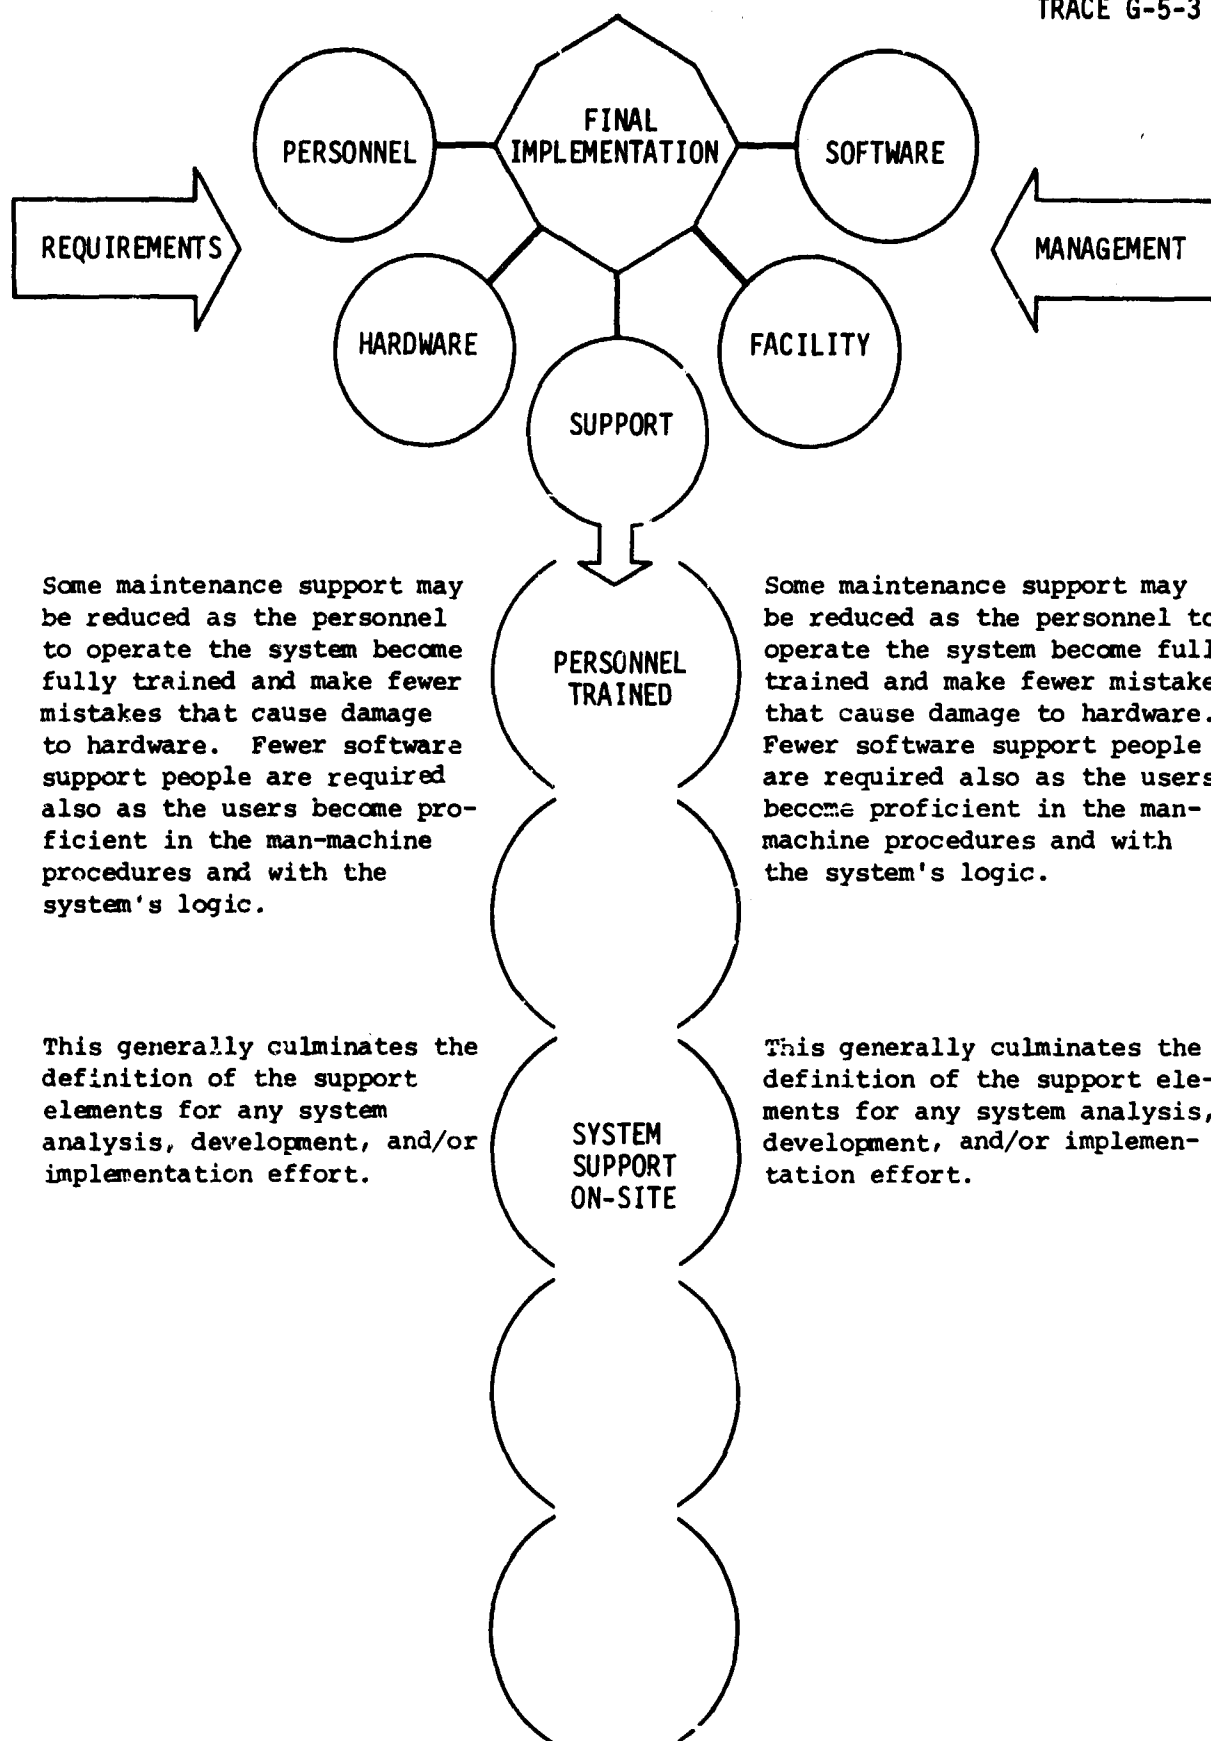 TRACE G-5-3
FINAL
IMPLEMENTATION
PERSONNEL
SOFTWARE
REQUIREMENTS
MANAGEMENT
HARDWARE
FACILITY
SUPPORT
Some maintenance support may
be reduced as the personnel
to operate the system become
fully trained and make fewer
mistakes that cause damage
to hardware. Fewer software
support people are required
also as the users become pro-
ficient in the man-machine
procedures and with the
system's logic.
PERSONNEL
TRAINED
Some maintenance support may
be reduced as the personnel to
operate the system become full
trained and make fewer mistake
that cause damage to hardware.
Fewer software support people
are required also as the users
become proficient in the man-
machine procedures and with
the system's logic.
This generally culminates the
definition of the support
elements for any system
analysis, development, and/or
implementation effort.
SYSTEM
SUPPORT
ON-SITE
This generally culminates the
definition of the support ele-
ments for any system analysis,
development, and/or implemen-
tation effort.